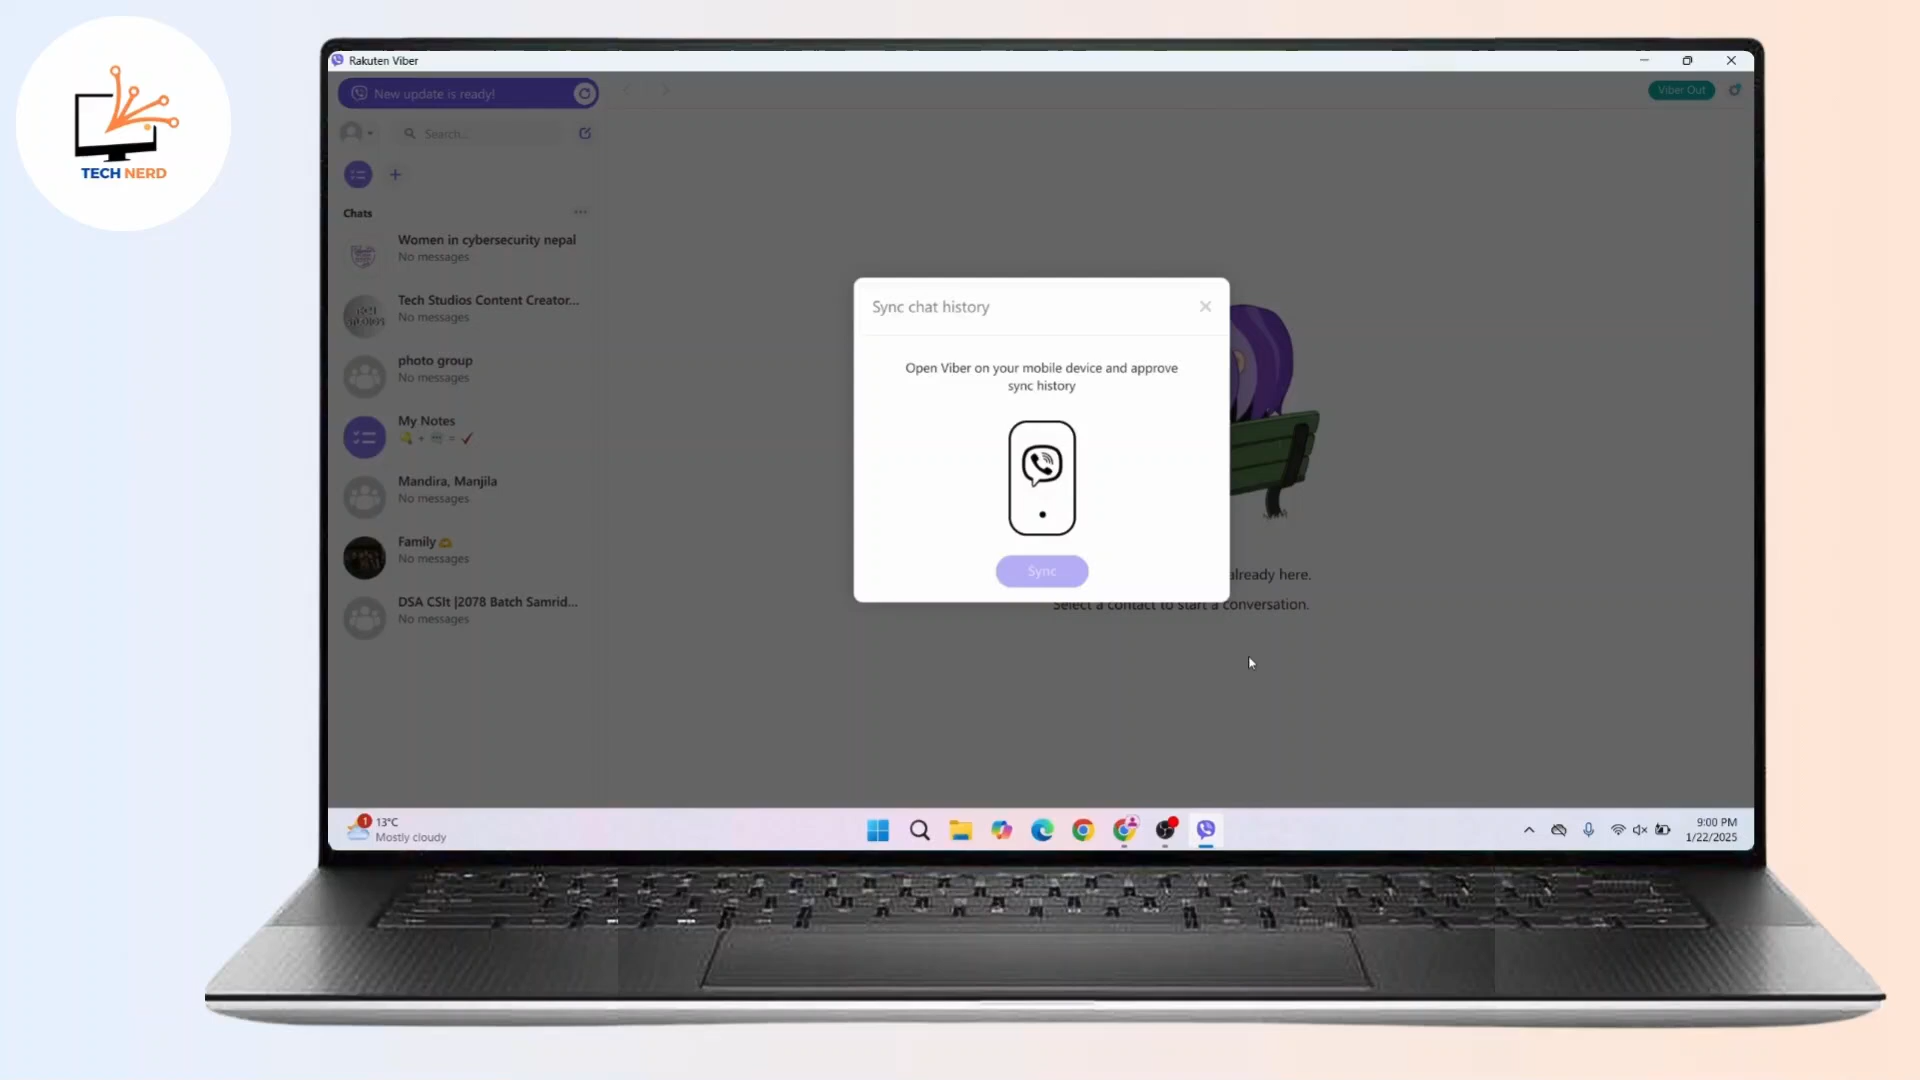 TECH NERD
Rakuten Viber
New update is ready!
Viber Out
Search...
Chats
Women in cybersecurity nepal
No messages
Tech Studios Content Creator...
No messages
photo group
No messages
My Notes
Mandira, Manjila
No messages
Family
No messages
DSA CSIt |2078 Batch Samrid...
No messages
Sync chat history
Open Viber on your mobile device and approve
sync history
Sync
already here.
Select a contact to start a conversation.
1
13°C
Mostly cloudy
9:00 PM
1/22/2025